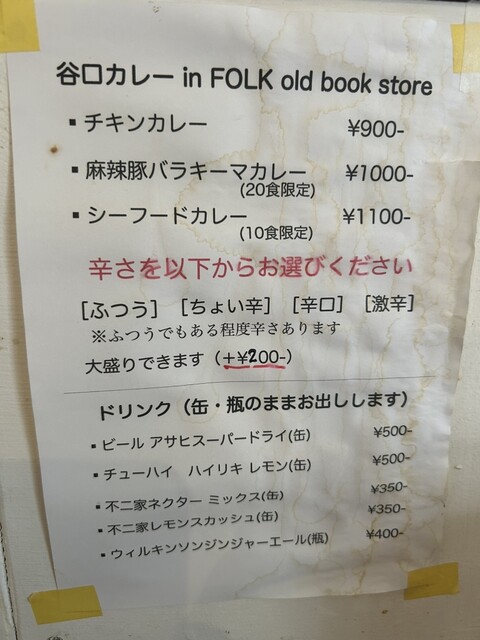 谷口カレー in FOLK old book store
▪チキンカレー ¥900-
▪麻辣豚バラキーマカレー ¥1000-
(20食限定)
▪シーフードカレー ¥1100-
(10食限定)
辛さを以下からお選びください
[ふつう] [ちょい辛] [辛口] [激辛]
※ふつうでもある程度辛さあります
大盛りできます（+¥200-）
ドリンク（缶・瓶のままお出しします）
▪ビール アサヒスーパードライ(缶) ¥500-
▪チューハイ ハイリキ レモン(缶) ¥500-
▪不二家ネクター ミックス(缶) ¥350-
▪不二家レモンスカッシュ(缶) ¥350-
▪ウィルキンソンジンジャーエール(瓶) ¥400-